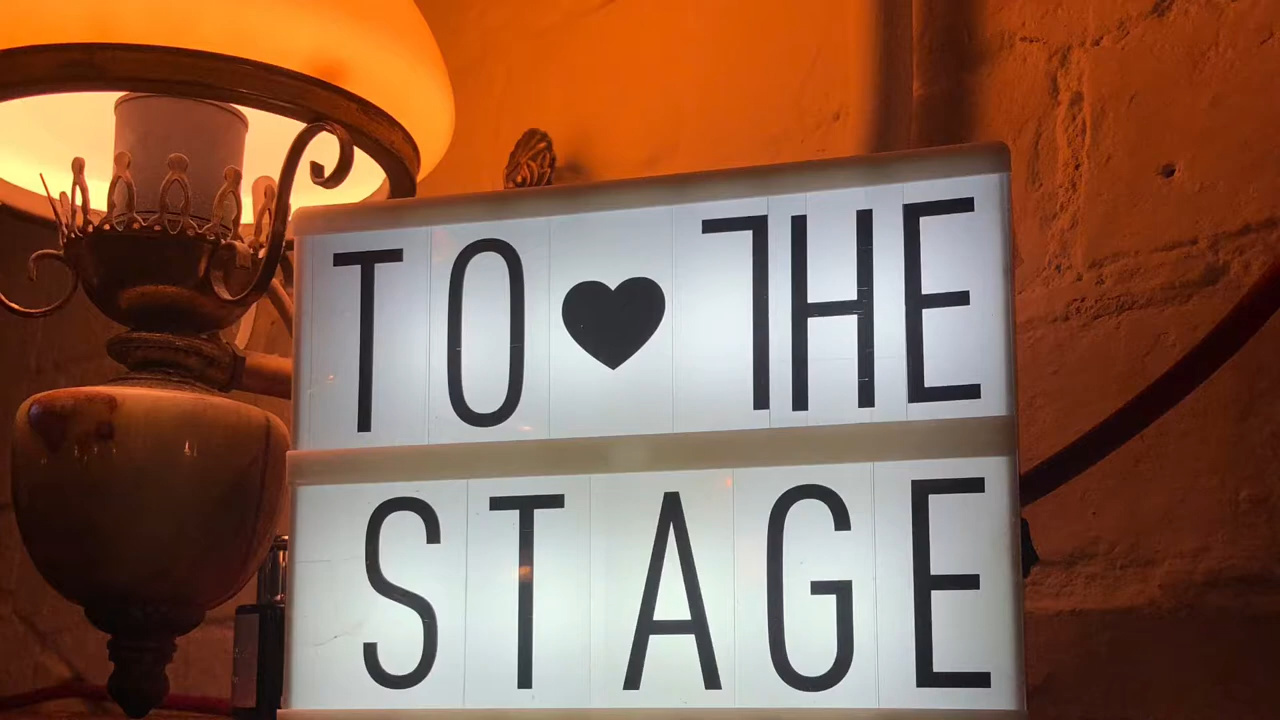 TO ♥ THE
STAGE